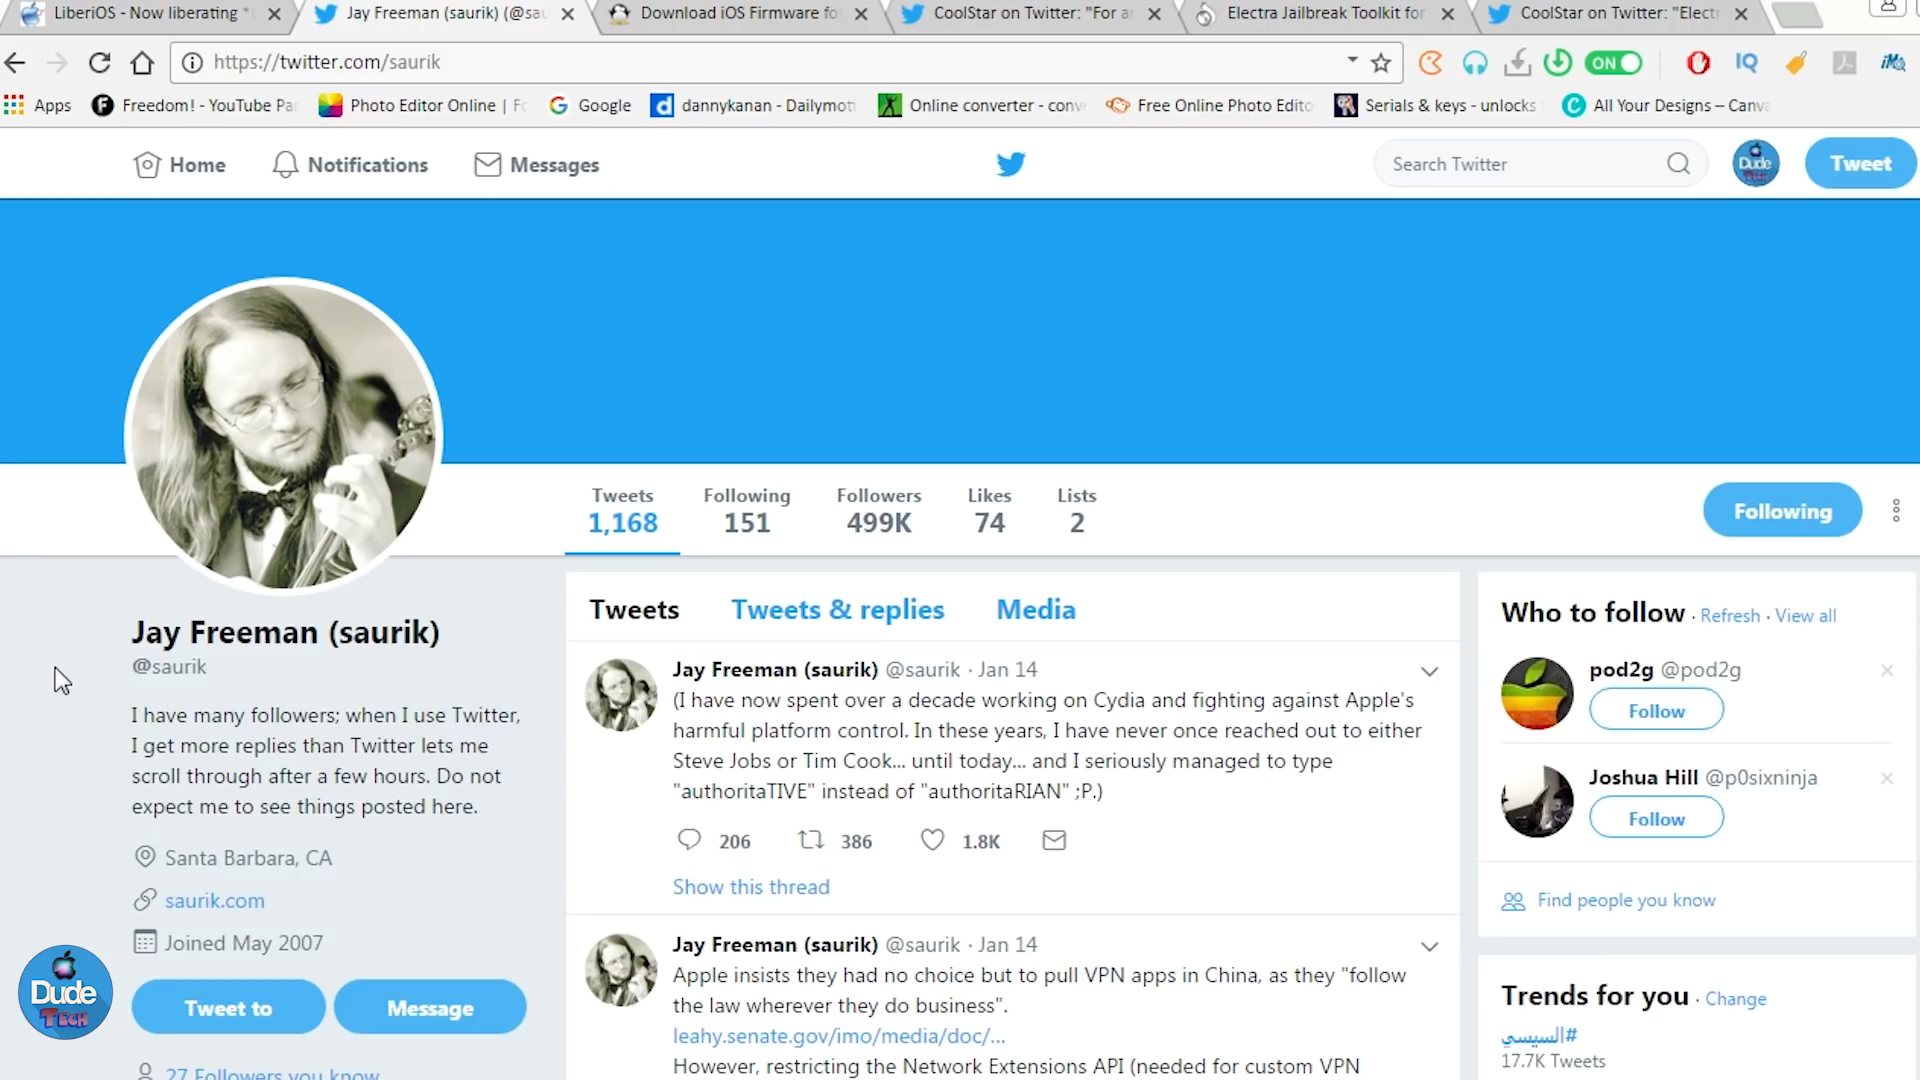 LiberiOS - Now liberating
Jay Freeman (saurik) (@sau
Download iOS Firmware fo
CoolStar on Twitter: "For a
Electra Jailbreak Toolkit for
CoolStar on Twitter: "Electr
https://twitter.com/saurik
ON
IQ
Apps
Freedom! - YouTube Pa
Photo Editor Online | Fo
Google
dannykanan - Dailymoti
Online converter - conv
Free Online Photo Edito
Serials & keys - unlocks
All Your Designs – Canva
Home
Notifications
Messages
Search Twitter
Dude
Tweet
Tweets
Following
Followers
Likes
Lists
1,168
151
499K
74
2
Following
Jay Freeman (saurik)
@saurik
I have many followers; when I use Twitter,
I get more replies than Twitter lets me
scroll through after a few hours. Do not
expect me to see things posted here.
Santa Barbara, CA
saurik.com
Joined May 2007
Tweet to
Message
27 Followers you know
Dude
TECH
Tweets
Tweets & replies
Media
Jay Freeman (saurik) @saurik · Jan 14
(I have now spent over a decade working on Cydia and fighting against Apple's
harmful platform control. In these years, I have never once reached out to either
Steve Jobs or Tim Cook... until today... and I seriously managed to type
"authoritaTIVE" instead of "authoritaRIAN" ;P.)
206
386
1.8K
Show this thread
Jay Freeman (saurik) @saurik · Jan 14
Apple insists they had no choice but to pull VPN apps in China, as they "follow
the law wherever they do business".
leahy.senate.gov/imo/media/doc/...
However, restricting the Network Extensions API (needed for custom VPN
Who to follow · Refresh · View all
pod2g @pod2g
Follow
Joshua Hill @p0sixninja
Follow
Find people you know
Trends for you · Change
#السيسي
17.7K Tweets